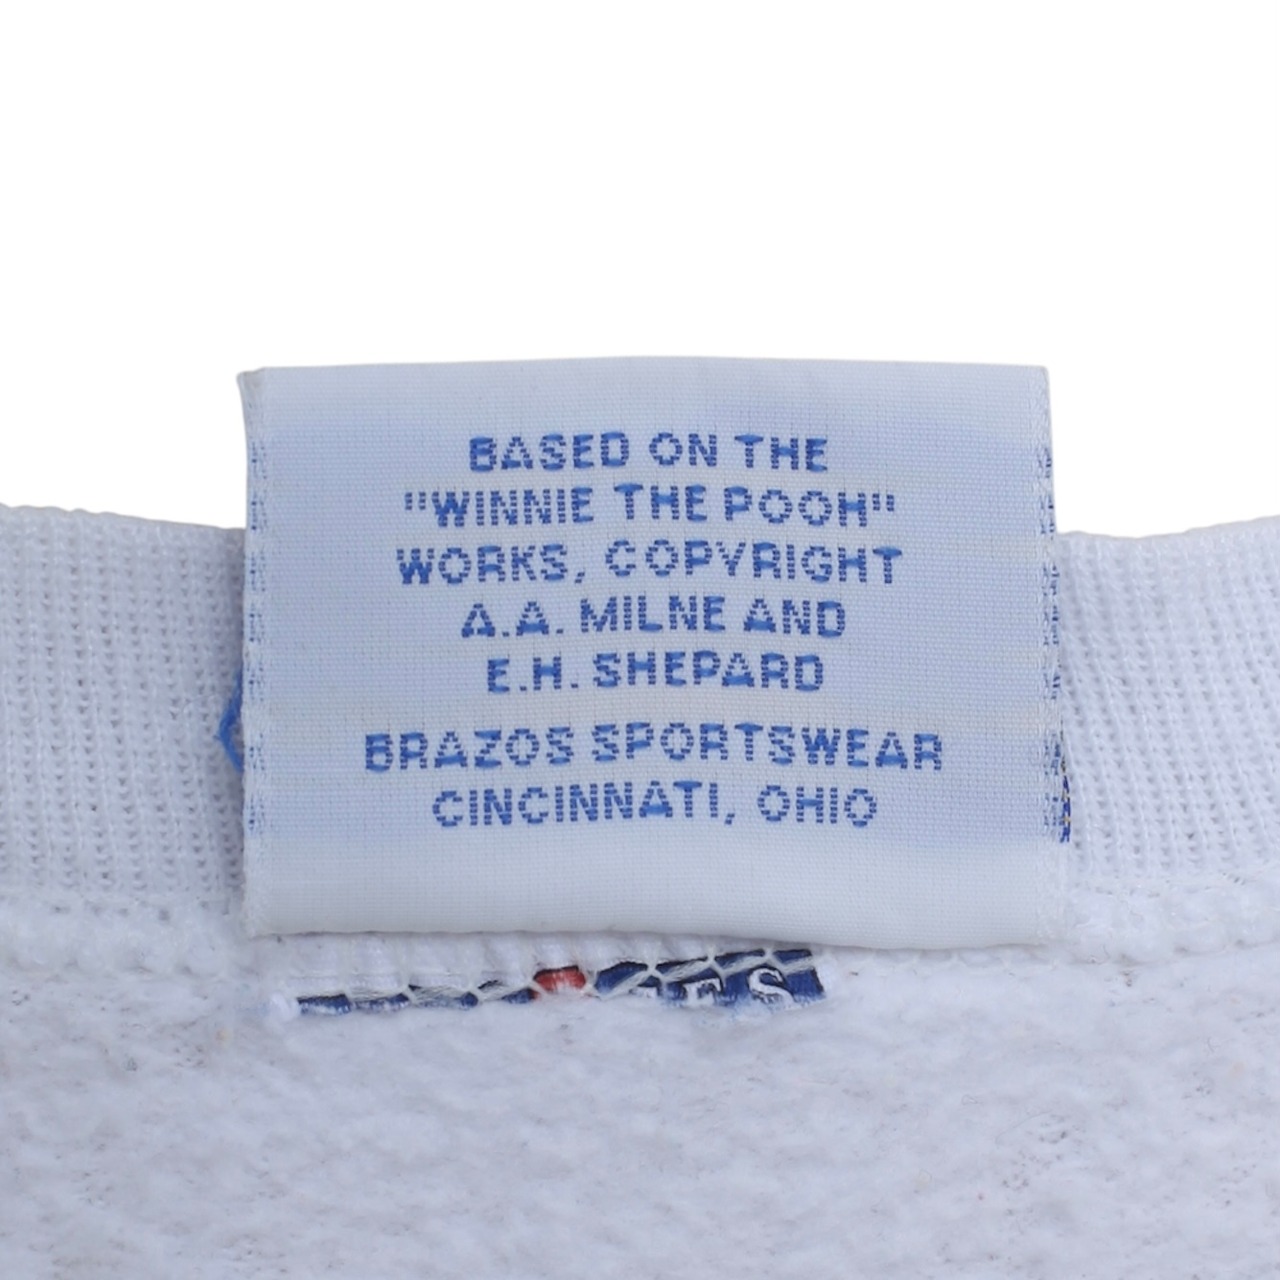 BASED ON THE
"WINNIE THE POOH"
WORKS, COPYRIGHT
A.A. MILNE AND
E.H. SHEPARD
BRAZOS SPORTSWEAR
CINCINNATI, OHIO